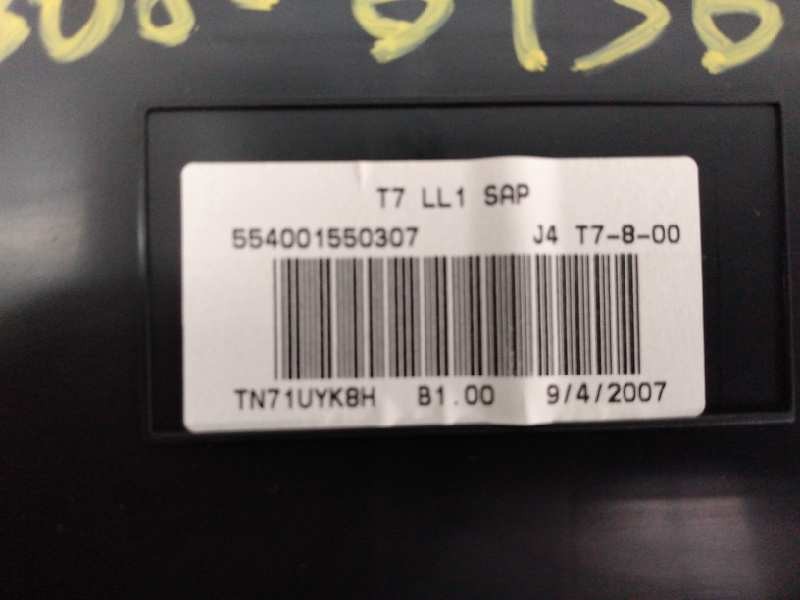 T7 LL1 SAP
554001550307 J4 T7-8-00
TN71UYK8H B1.00 9/4/2007